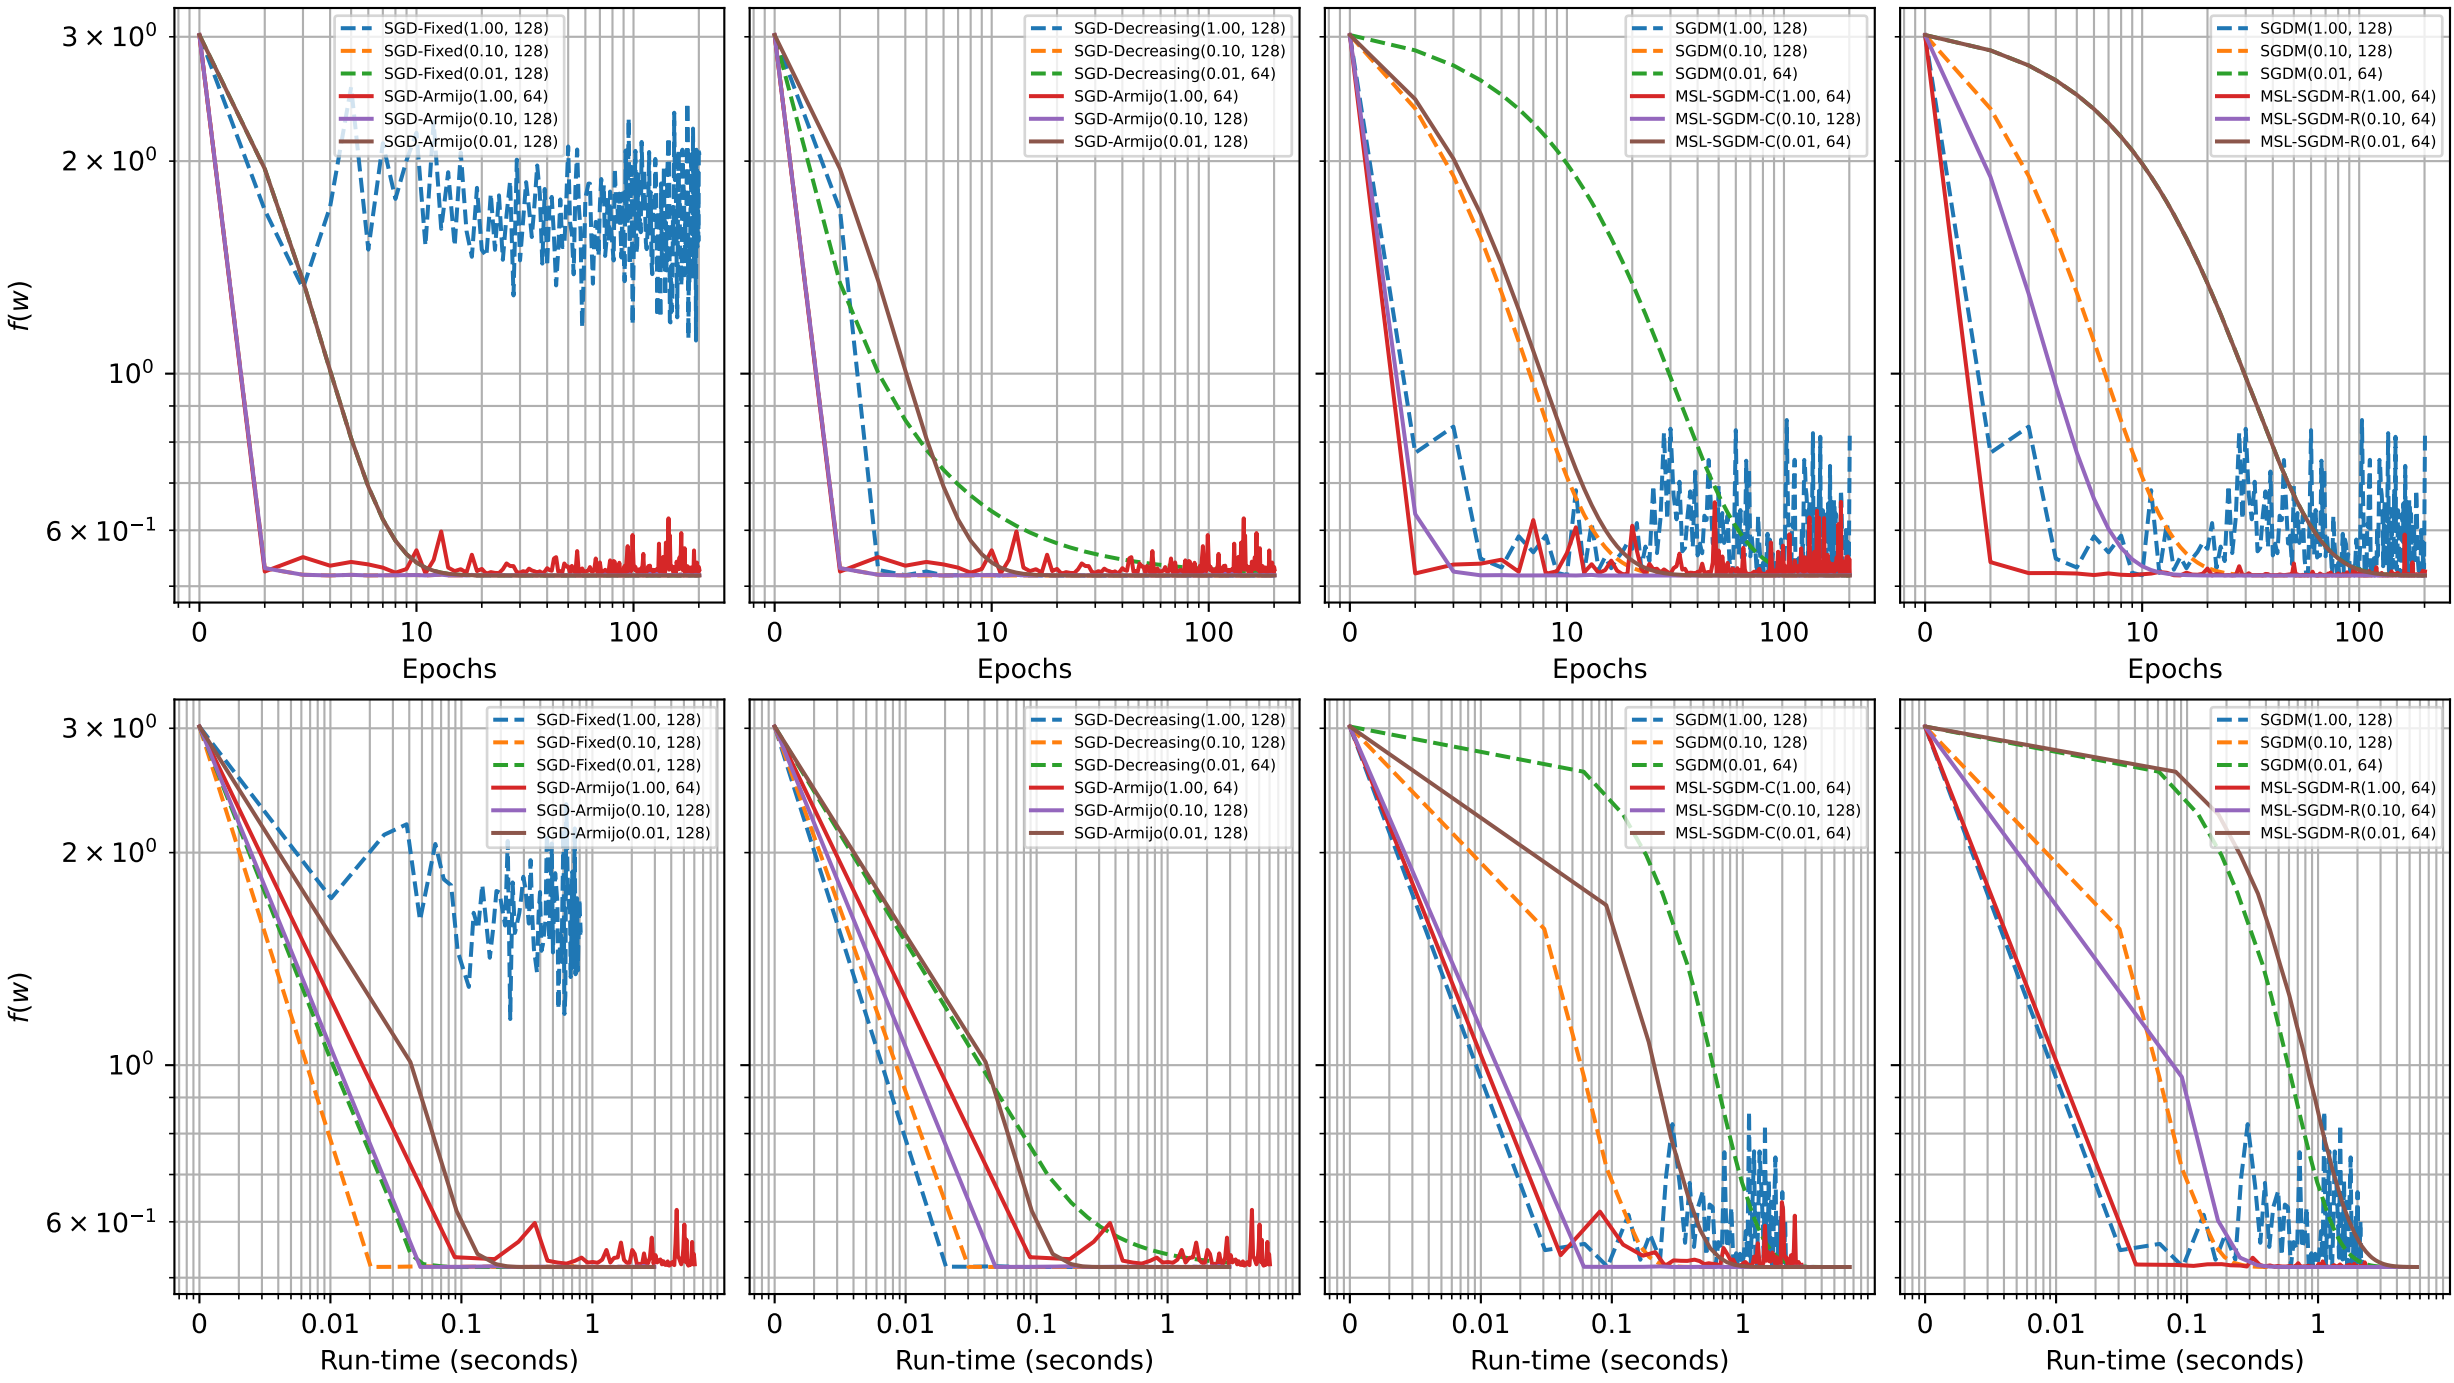 f(w)
3 × 10⁰
2 × 10⁰
10⁰
6 × 10⁻¹
SGD-Fixed(1.00, 128)
SGD-Fixed(0.10, 128)
SGD-Fixed(0.01, 128)
SGD-Armijo(1.00, 64)
SGD-Armijo(0.10, 128)
SGD-Armijo(0.01, 128)
0 10 100
Epochs
SGD-Decreasing(1.00, 128)
SGD-Decreasing(0.10, 128)
SGD-Decreasing(0.01, 64)
SGD-Armijo(1.00, 64)
SGD-Armijo(0.10, 128)
SGD-Armijo(0.01, 128)
0 10 100
Epochs
SGDM(1.00, 128)
SGDM(0.10, 128)
SGDM(0.01, 64)
MSL-SGDM-C(1.00, 64)
MSL-SGDM-C(0.10, 128)
MSL-SGDM-C(0.01, 64)
0 10 100
Epochs
SGDM(1.00, 128)
SGDM(0.10, 128)
SGDM(0.01, 64)
MSL-SGDM-R(1.00, 64)
MSL-SGDM-R(0.10, 64)
MSL-SGDM-R(0.01, 64)
0 10 100
Epochs
f(w)
3 × 10⁰
2 × 10⁰
10⁰
6 × 10⁻¹
SGD-Fixed(1.00, 128)
SGD-Fixed(0.10, 128)
SGD-Fixed(0.01, 128)
SGD-Armijo(1.00, 64)
SGD-Armijo(0.10, 128)
SGD-Armijo(0.01, 128)
0 0.01 0.1 1
Run-time (seconds)
SGD-Decreasing(1.00, 128)
SGD-Decreasing(0.10, 128)
SGD-Decreasing(0.01, 64)
SGD-Armijo(1.00, 64)
SGD-Armijo(0.10, 128)
SGD-Armijo(0.01, 128)
0 0.01 0.1 1
Run-time (seconds)
SGDM(1.00, 128)
SGDM(0.10, 128)
SGDM(0.01, 64)
MSL-SGDM-C(1.00, 64)
MSL-SGDM-C(0.10, 128)
MSL-SGDM-C(0.01, 64)
0 0.01 0.1 1
Run-time (seconds)
SGDM(1.00, 128)
SGDM(0.10, 128)
SGDM(0.01, 64)
MSL-SGDM-R(1.00, 64)
MSL-SGDM-R(0.10, 64)
MSL-SGDM-R(0.01, 64)
0 0.01 0.1 1
Run-time (seconds)